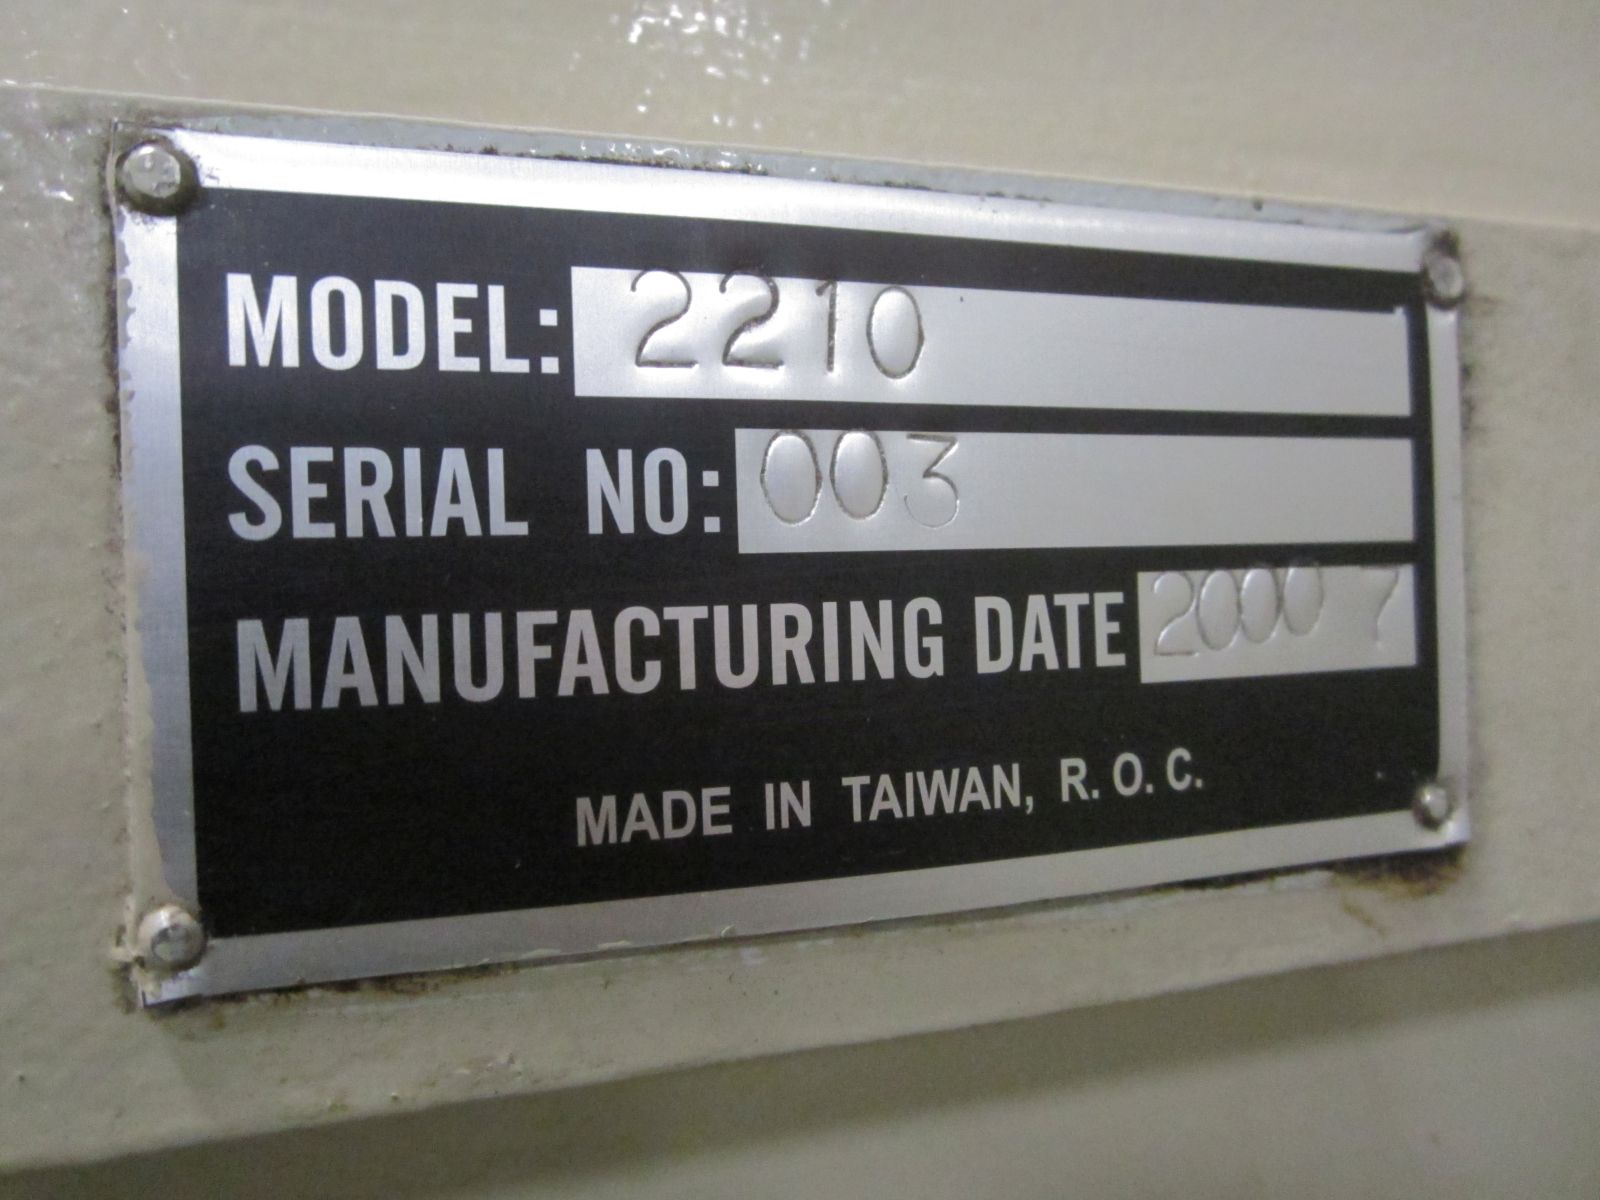 MODEL: 2210
SERIAL NO: 003
MANUFACTURING DATE 2000 7
MADE IN TAIWAN, R. O. C.